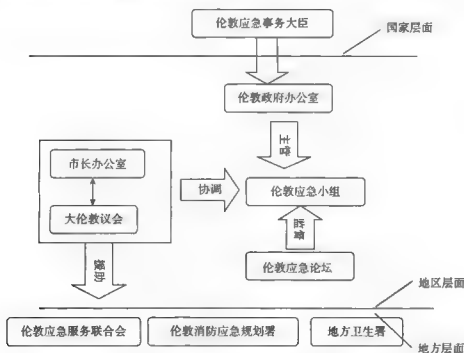 伦敦应急事务大臣
国家层面
伦敦政府办公室
主管
市长办公室
协调
伦敦应急小组
大伦敦议会
资助
伦敦应急论坛
地区层面
伦敦应急服务联合会
伦敦消防应急规划署
地方卫生署
地方层面